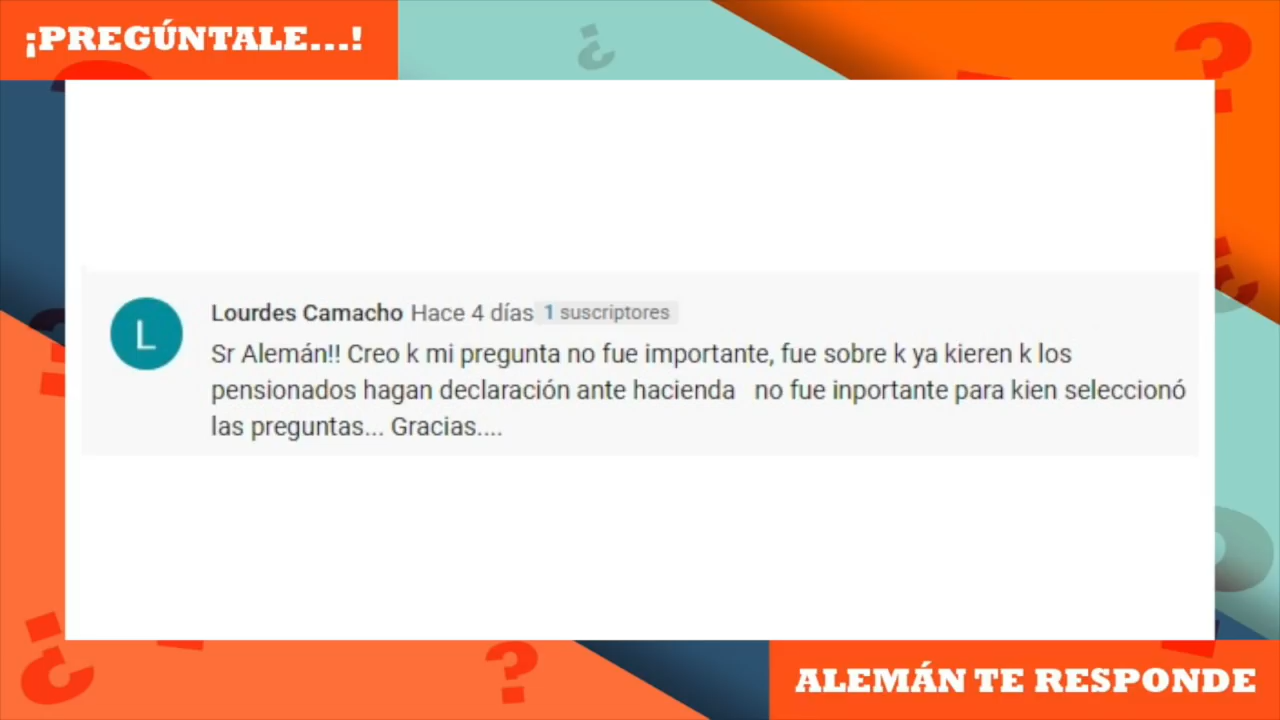 ¡PREGÚNTALE...!
Lourdes Camacho Hace 4 días 1 suscriptores
Sr Alemán!! Creo k mi pregunta no fue importante, fue sobre k ya kieren k los
pensionados hagan declaración ante hacienda no fue inportante para kien seleccionó
las preguntas... Gracias....
L
ALEMÁN TE RESPONDE